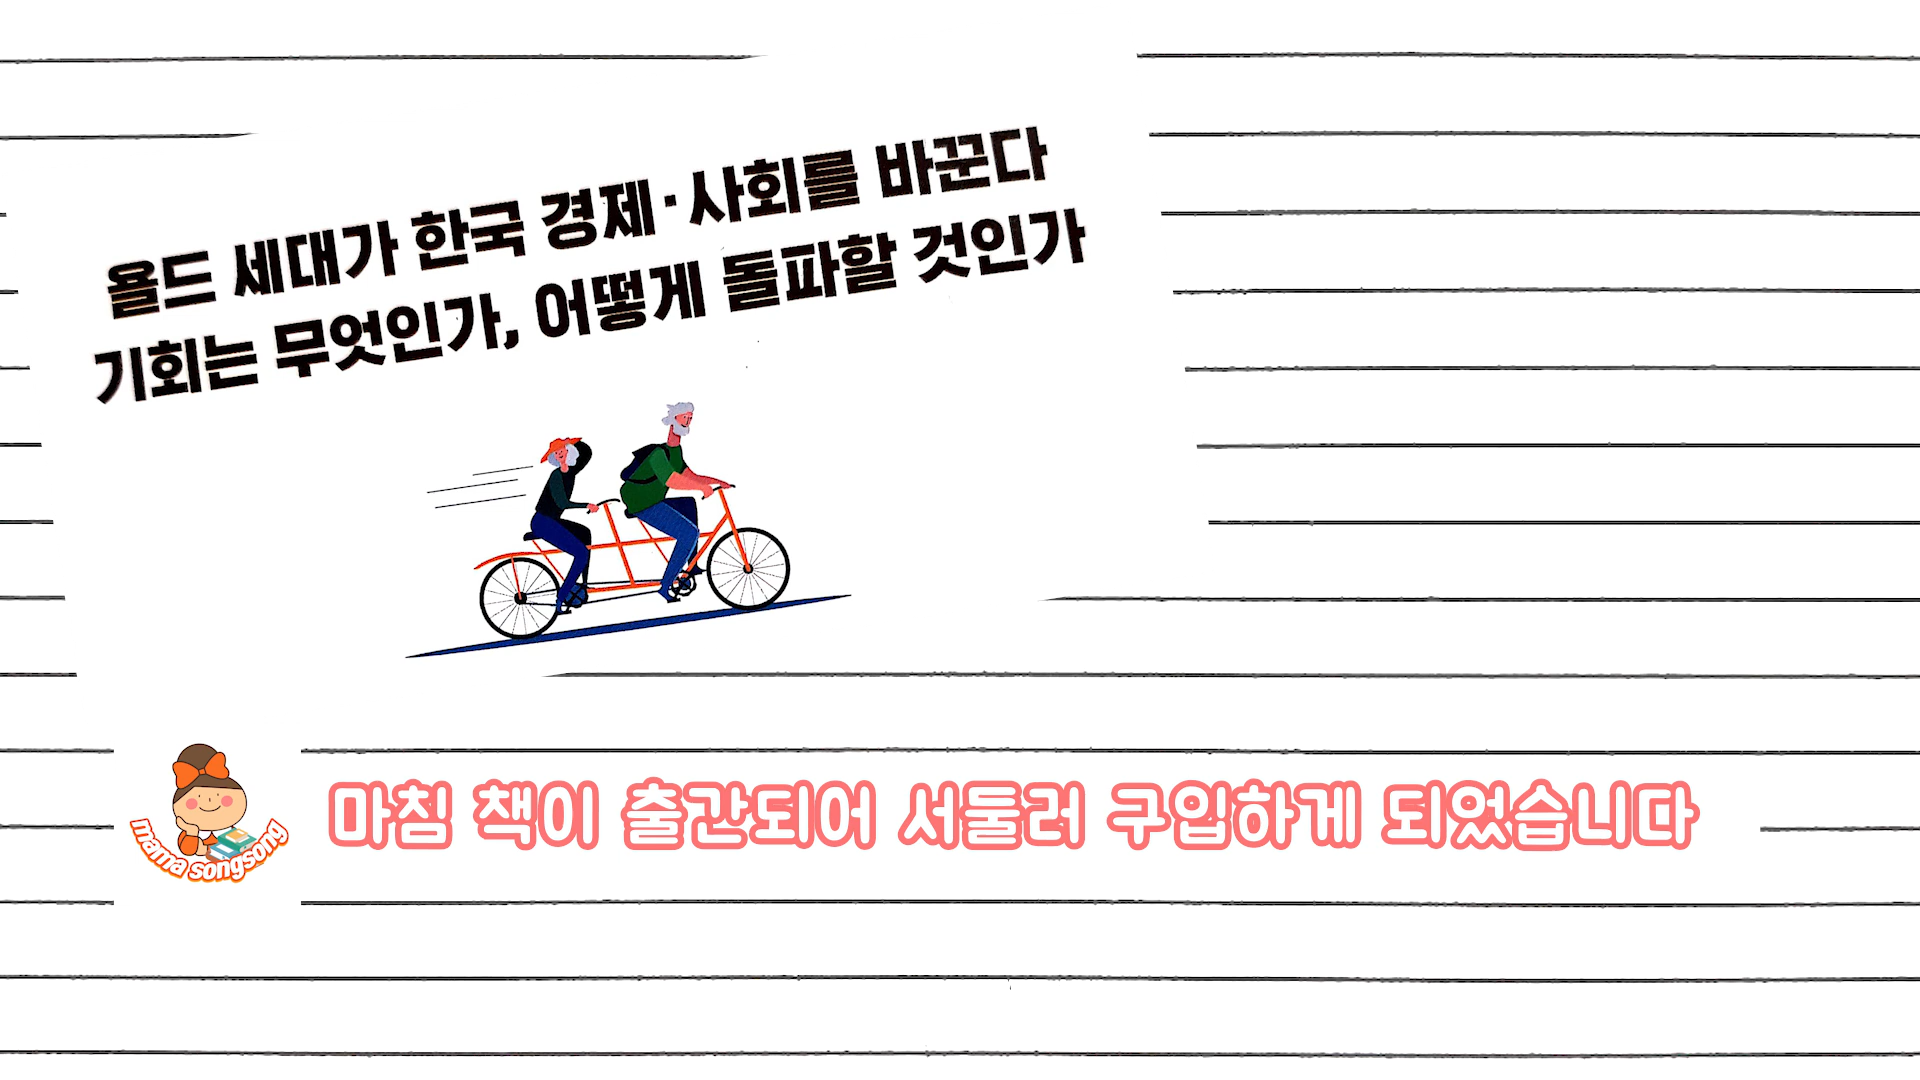 욜드 세대가 한국 경제·사회를 바꾼다
기회는 무엇인가, 어떻게 돌파할 것인가
마침 책이 출간되어 서둘러 구입하게 되었습니다
mama songsong